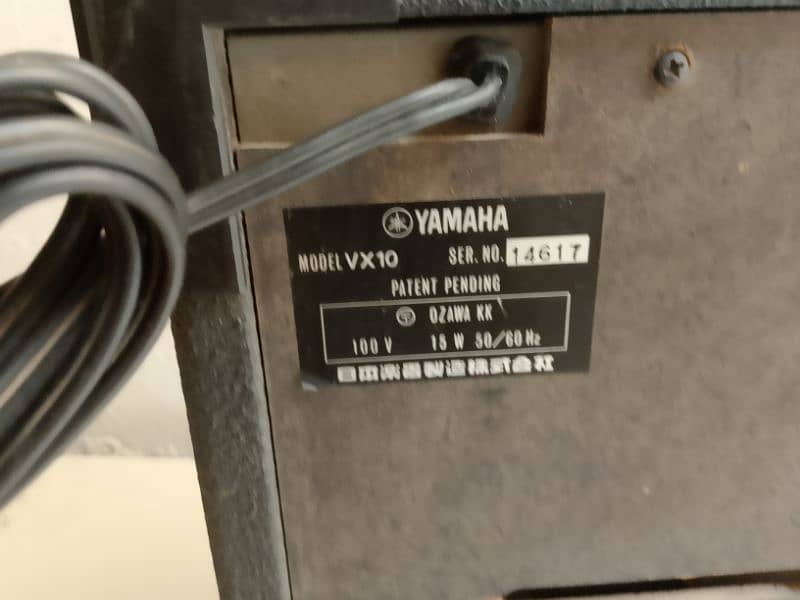 YAMAHA
MODEL VX10 SER. NO. 14617
PATENT PENDING
OZAWA KK
100 V 15 W 50/60 Hz
日田楽器製造株式会社